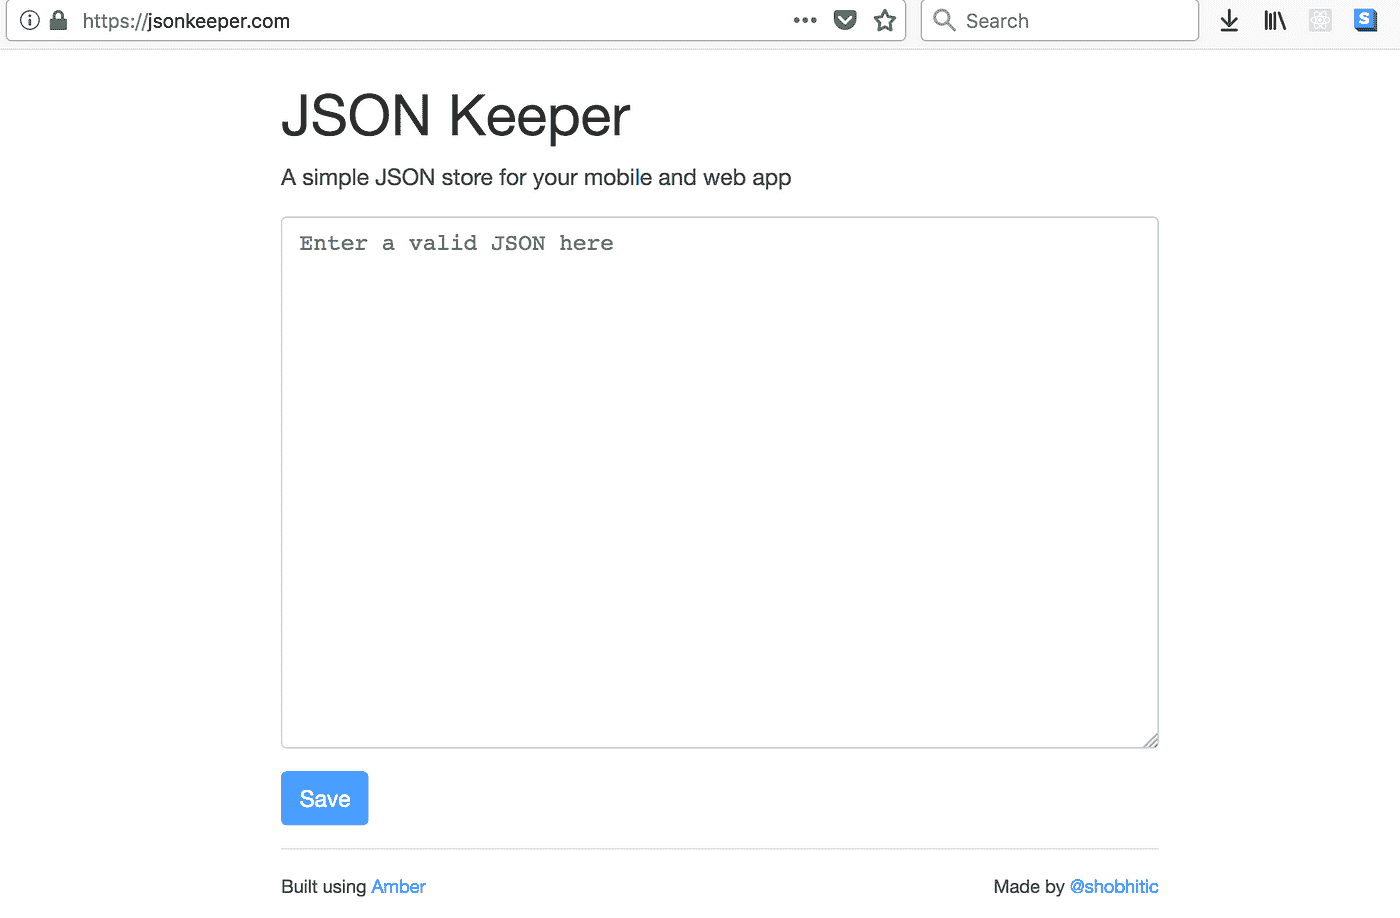 https://jsonkeeper.com
Search
S
JSON Keeper
A simple JSON store for your mobile and web app
Enter a valid JSON here
Save
Built using Amber
Made by @shobhitic